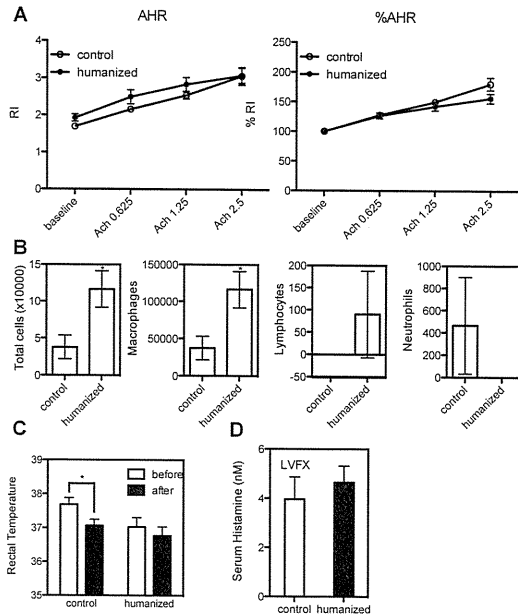 A
AHR
%AHR
control
humanized
RI
4
3
2
1
0
baseline
Ach 0.625
Ach 1.25
Ach 2.5
control
humanized
% RI
250
200
150
100
50
0
baseline
Ach 0.625
Ach 1.25
Ach 2.5
B
Total cells (x10000)
15
10
5
0
*
control
humanized
Macrophages
150000
100000
50000
0
*
control
humanized
Lymphocytes
200
150
100
50
0
-50
control
humanized
Neutrophils
1000
800
600
400
200
0
control
humanized
C
Rectal Temperature
39
38
37
36
35
*
before
after
control
humanized
D
Serum Histamine (nM)
6
4
2
0
LVFX
control
humanized